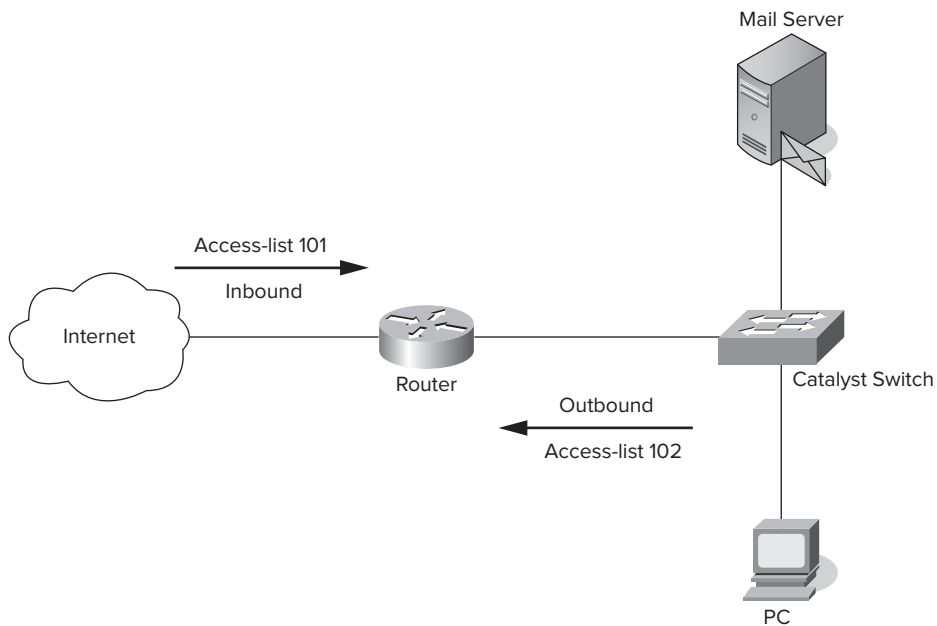 Mail Server
Access-list 101
Inbound
Internet
Router
Catalyst Switch
Outbound
Access-list 102
PC